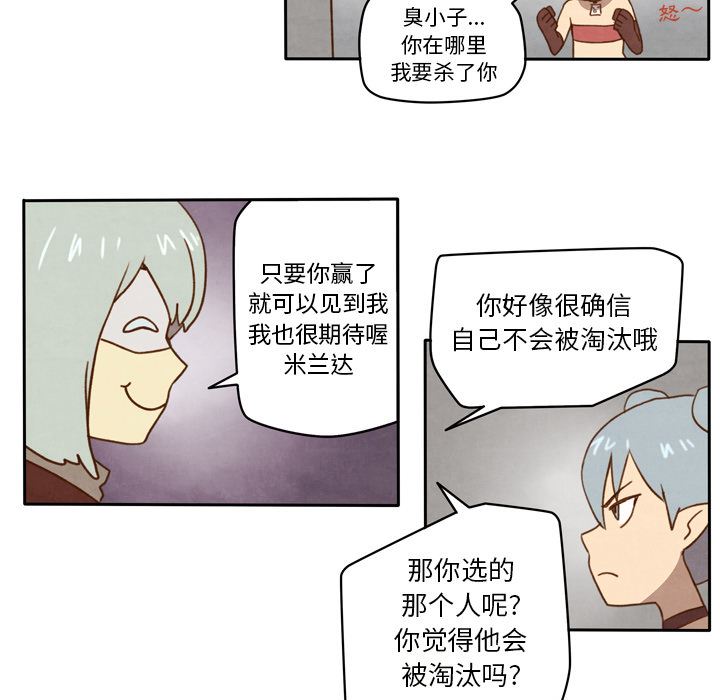 臭小子...
你在哪里
我要杀了你
怒～
只要你赢了
就可以见到我
我也很期待喔
米兰达
你好像很确信
自己不会被淘汰哦
那你选的
那个人呢?
你觉得他会
被淘汰吗?